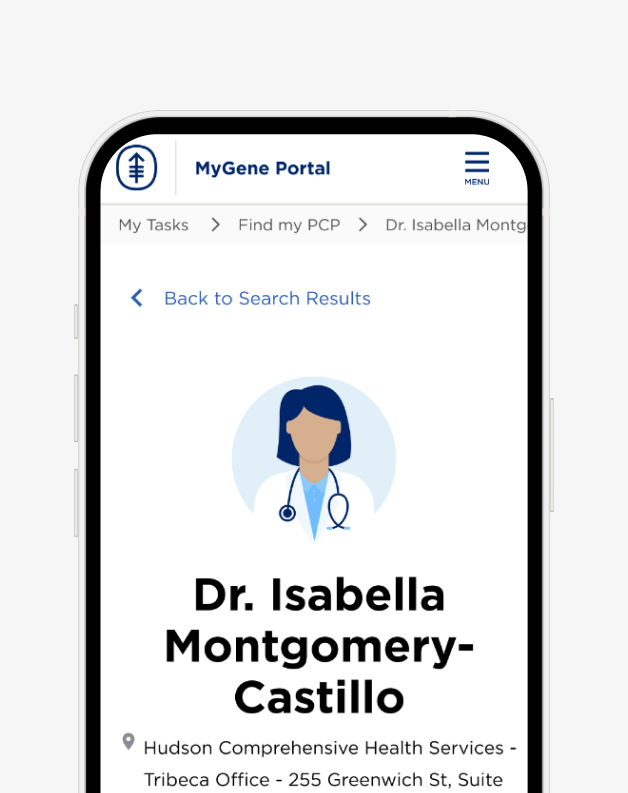 MyGene Portal
MENU
My Tasks > Find my PCP > Dr. Isabella Montg
Back to Search Results
Dr. Isabella
Montgomery-
Castillo
Hudson Comprehensive Health Services -
Tribeca Office - 255 Greenwich St, Suite